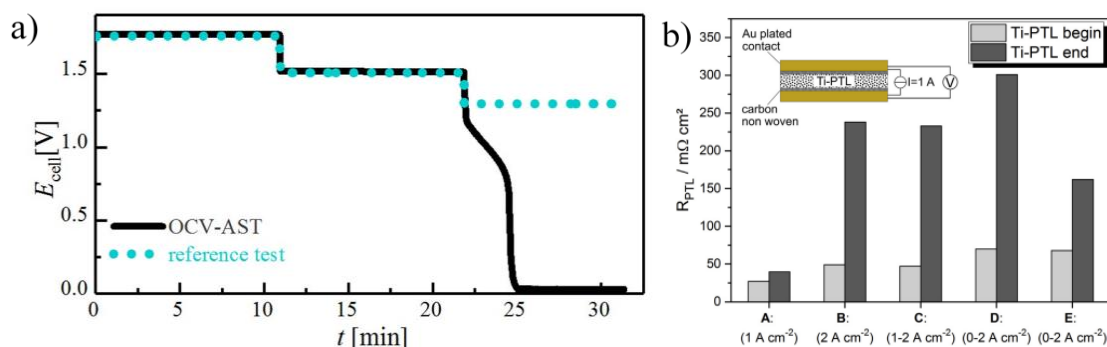 a)
E_cell[V]
1.5
1.0
0.5
0.0
OCV-AST
reference test
0
5
10
15
20
25
30
t [min]
b)
R_PTL / mΩ cm²
350
300
250
200
150
100
50
0
Au plated
contact
Ti-PTL
I=1 A
V
carbon
non woven
Ti-PTL begin
Ti-PTL end
A:
(1 A cm⁻²)
B:
(2 A cm⁻²)
C:
(1-2 A cm⁻²)
D:
(0-2 A cm⁻²)
E:
(0-2 A cm⁻²)